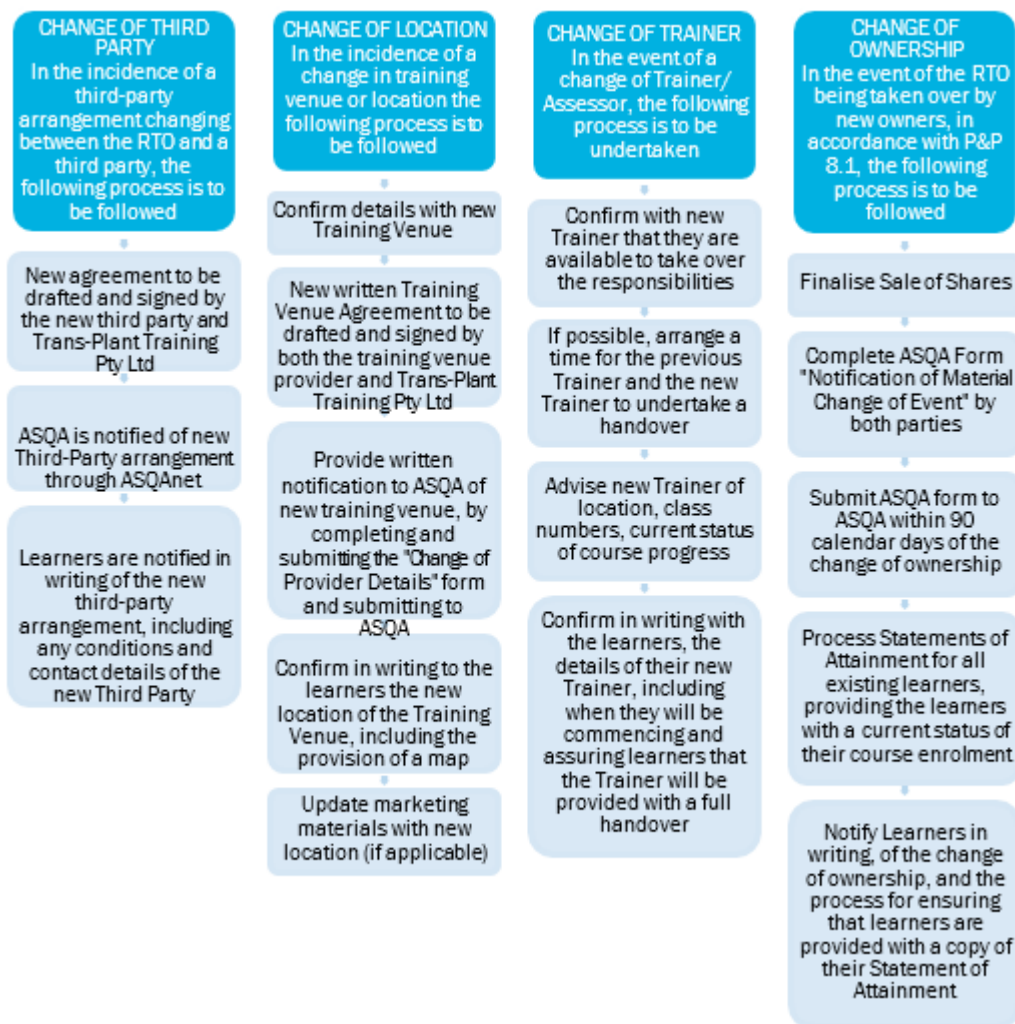 CHANGE OF THIRD
PARTY
In the incidence of a
third-party
arrangement changing
between the RTO and a
third party, the
following process is to
be followed
New agreement to be
drafted and signed by
the new third party and
Trans-Plant Training
Pty Ltd
ASQA is notified of new
Third-Party arrangement
through ASQAnet
Learners are notified in
writing of the new
third-party
arrangement, including
any conditions and
contact details of the
new Third Party
CHANGE OF LOCATION
In the incidence of a
change in training
venue or location the
following process is to
be followed
Confirm details with new
Training Venue
New written Training
Venue Agreement to be
drafted and signed by
both the training venue
provider and Trans-Plant
Training Pty Ltd
Provide written
notification to ASQA of
new training venue, by
completing and
submitting the "Change of
Provider Details" form
and submitting to
ASQA
Confirm in writing to the
learners the new
location of the Training
Venue, including the
provision of a map
Update marketing
materials with new
location (if applicable)
CHANGE OF TRAINER
In the event of a
change of Trainer/
Assessor, the following
process is to be
undertaken
Confirm with new
Trainer that they are
available to take over
the responsibilities
If possible, arrange a
time for the previous
Trainer and the new
Trainer to undertake a
handover
Advise new Trainer of
location, class
numbers, current status
of course progress
Confirm in writing with
the learners, the
details of their new
Trainer, including
when they will be
commencing and
assuring learners that
the Trainer will be
provided with a full
handover
CHANGE OF
OWNERSHIP
In the event of the RTO
being taken over by
new owners, in
accordance with P&P
8.1, the following
process is to be
followed
Finalise Sale of Shares
Complete ASQA Form
"Notification of Material
Change of Event" by
both parties
Submit ASQA form to
ASQA within 90
calendar days of the
change of ownership
Process Statements of
Attainment for all
existing learners,
providing the learners
with a current status of
their course enrolment
Notify Learners in
writing, of the change
of ownership, and the
process for ensuring
that learners are
provided with a copy of
their Statement of
Attainment